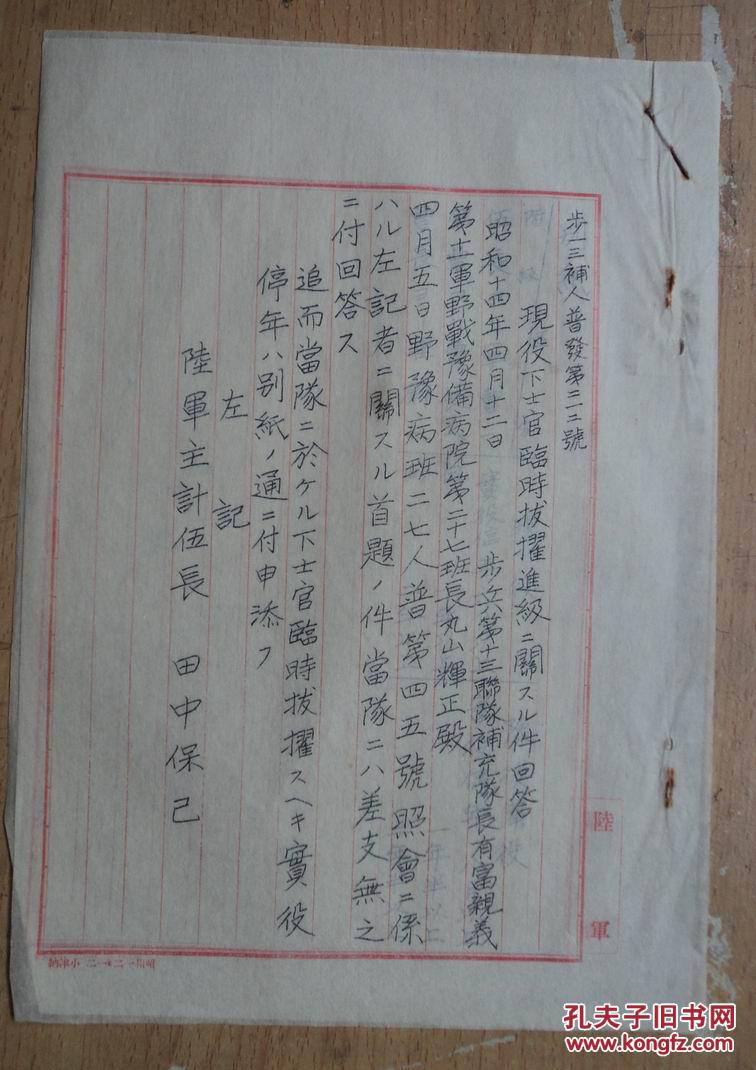 歩一三補人普發第二二號
現役下士官臨時抜擢進級ニ關スル件回答
昭和十四年四月十二日　歩兵第十三聯隊補充隊長有富親義
第十一軍野戰豫備病院第二十七班長丸山輝正殿
四月五日野豫病班二七人普第四五號照會ニ係
ハル左記者ニ關スル首題ノ件當隊ニハ差支無之
ニ付回答ス
追而當隊ニ於ケル下士官臨時抜擢スヘキ實役
停年ハ別紙ノ通ニ付申添フ
左記
陸軍主計伍長　田中保己
陸軍
孔夫子旧书网
www.kongfz.com